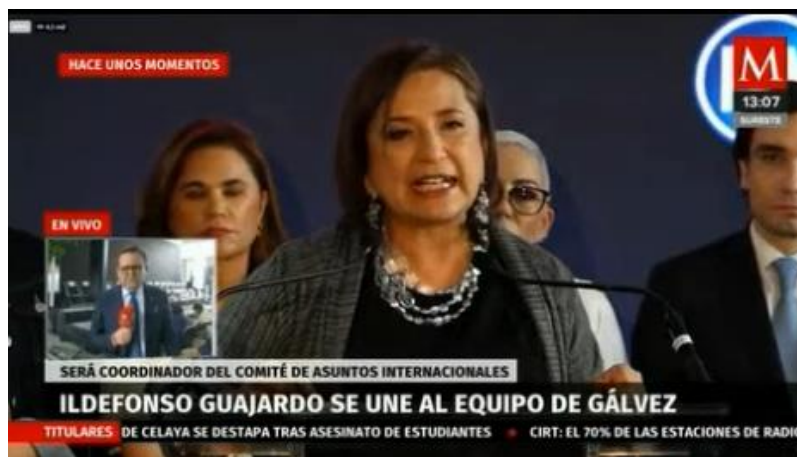 HACE UNOS MOMENTOS
M
13:07
SURESTE
EN VIVO
SERÁ COORDINADOR DEL COMITÉ DE ASUNTOS INTERNACIONALES
ILDEFONSO GUAJARDO SE UNE AL EQUIPO DE GÁLVEZ
TITULARES DE CELAYA SE DESTAPA TRAS ASESINATO DE ESTUDIANTES • CIRT: EL 70% DE LAS ESTACIONES DE RADIO